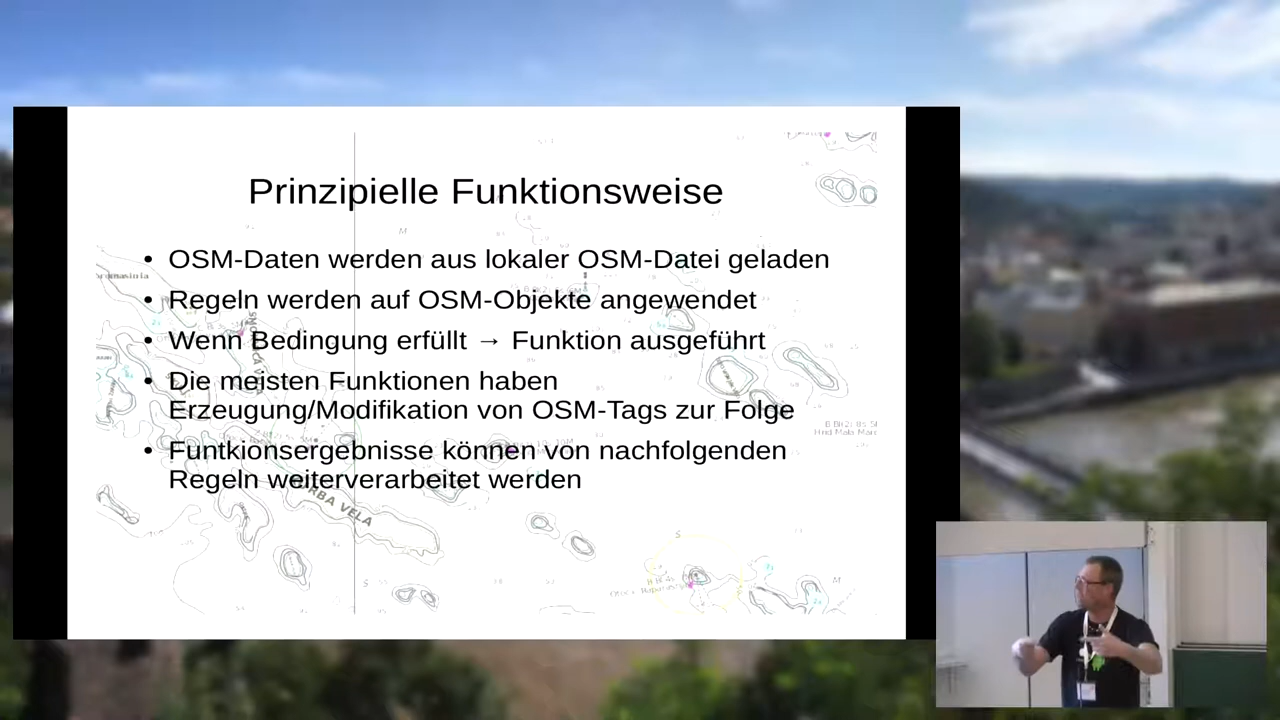 Prinzipielle Funktionsweise
• OSM-Daten werden aus lokaler OSM-Datei geladen
• Regeln werden auf OSM-Objekte angewendet
• Wenn Bedingung erfüllt → Funktion ausgeführt
• Die meisten Funktionen haben
Erzeugung/Modifikation von OSM-Tags zur Folge
• Funtkionsergebnisse können von nachfolgenden
Regeln weiterverarbeitet werden
VELA